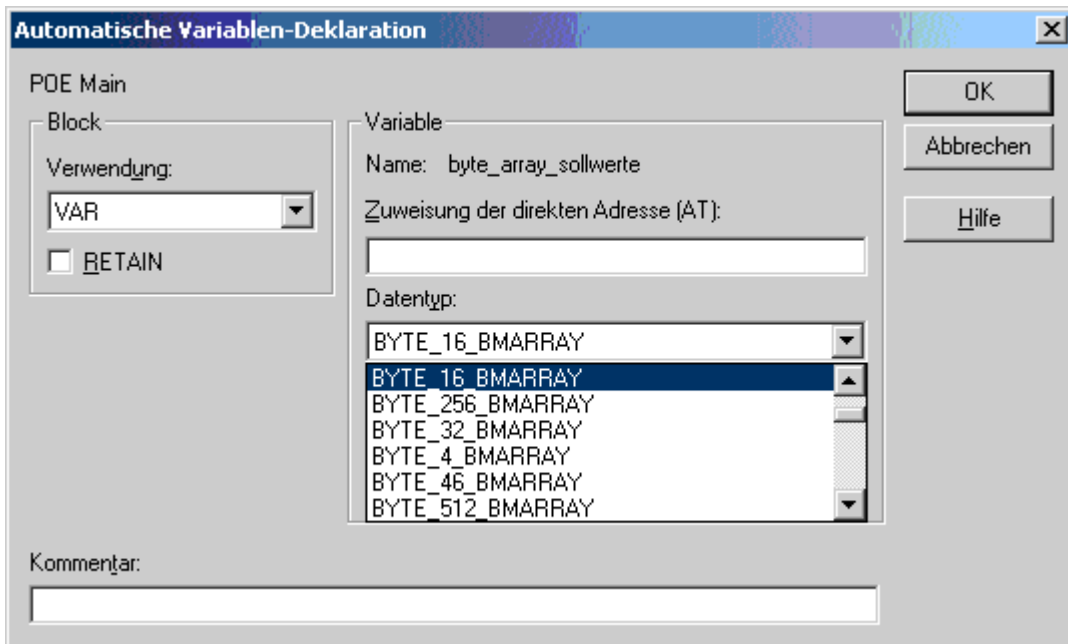 Automatische Variablen-Deklaration
POE Main
Block
Verwendung:
VAR
RETAIN
Variable
Name: byte_array_sollwerte
Zuweisung der direkten Adresse (AT):
Datentyp:
BYTE_16_BMARRAY
BYTE_16_BMARRAY
BYTE_256_BMARRAY
BYTE_32_BMARRAY
BYTE_4_BMARRAY
BYTE_46_BMARRAY
BYTE_512_BMARRAY
OK
Abbrechen
Hilfe
Kommentar: